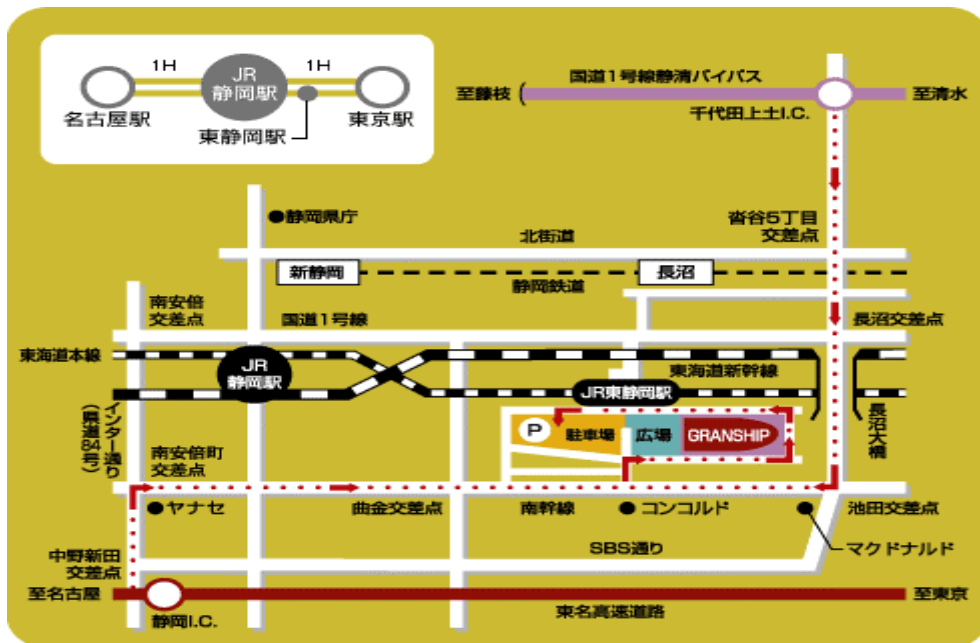 1H
JR
静岡駅
1H
名古屋駅
東静岡駅
東京駅
国道1号線静清バイパス
至藤枝
至清水
千代田上土I.C.
静岡県庁
北街道
沓谷5丁目
交差点
新静岡
長沼
静岡鉄道
南安倍
交差点
国道1号線
長沼交差点
東海道本線
JR
静岡駅
東海道新幹線
JR東静岡駅
インター通り
(県道84号)
P
駐車場
広場
GRANSHIP
長沼大橋
南安倍町
交差点
ヤナセ
曲金交差点
南幹線
コンコルド
池田交差点
中野新田
交差点
SBS通り
マクドナルド
至名古屋
静岡I.C.
東名高速道路
至東京